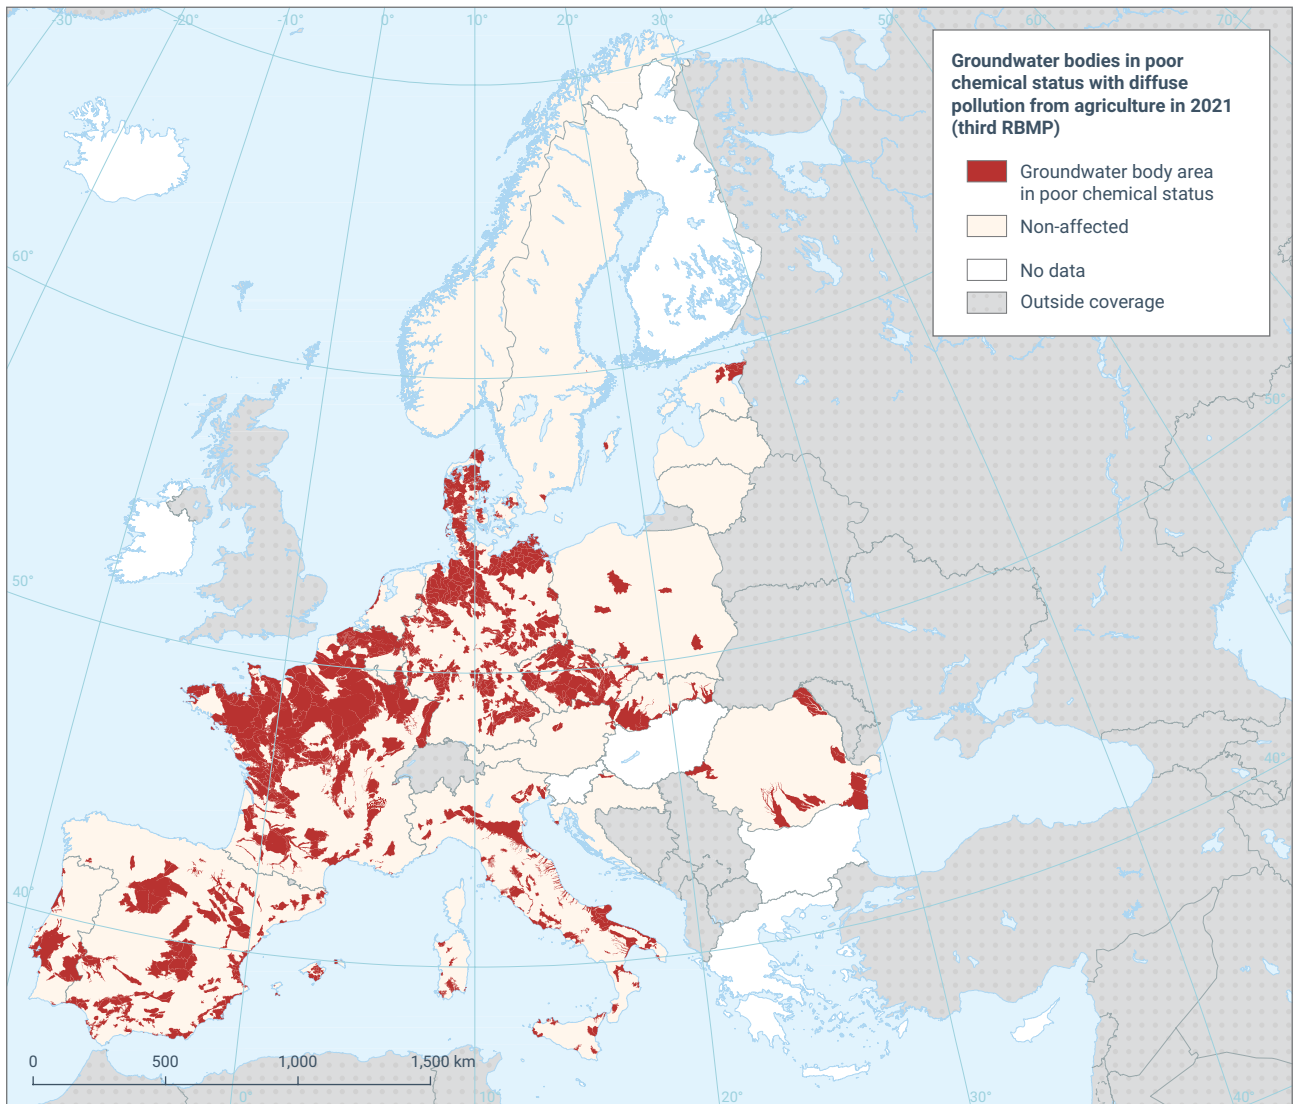 -30°
-20°
-10°
0°
10°
20°
30°
40°
50°
70°
Groundwater bodies in poor
chemical status with diffuse
pollution from agriculture in 2021
(third RBMP)
Groundwater body area
in poor chemical status
Non-affected
No data
Outside coverage
60°
50°
50°
40°
40°
0
500
1,000
1,500 km
0°
10°
20°
30°
40°